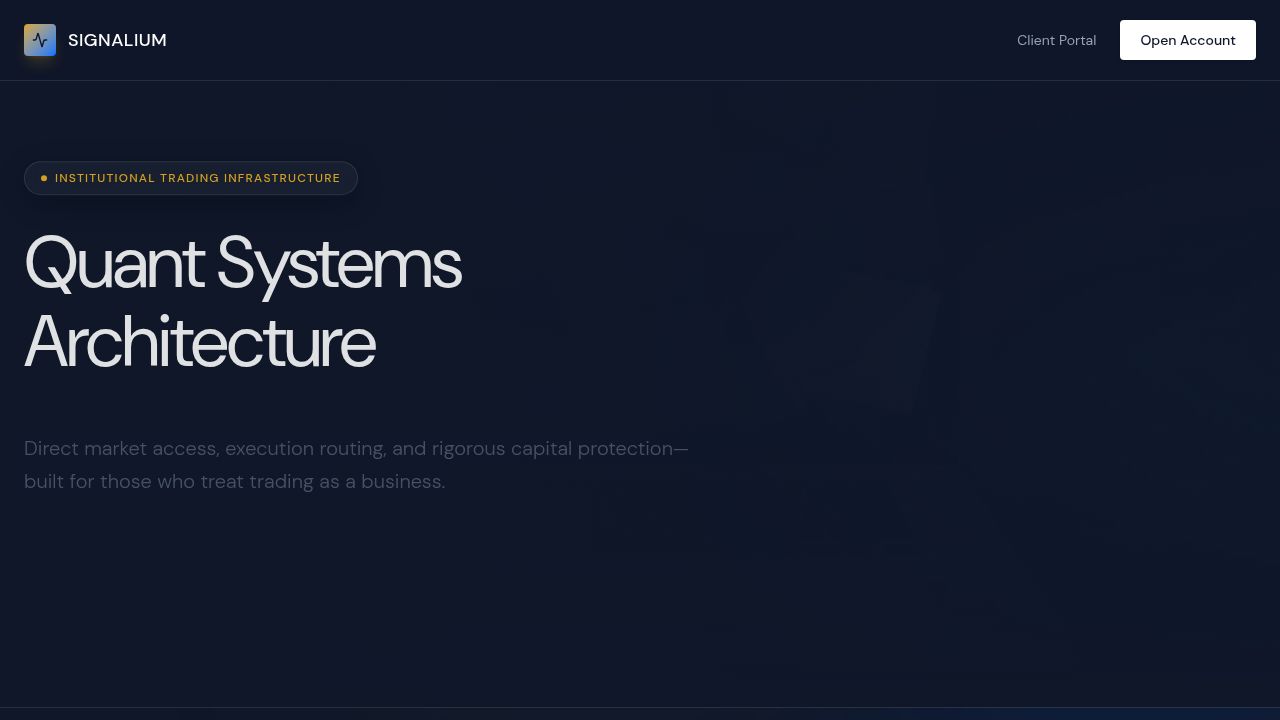 SIGNALIUM
Client Portal
Open Account
INSTITUTIONAL TRADING INFRASTRUCTURE
Quant Systems
Architecture
Direct market access, execution routing, and rigorous capital protection—
built for those who treat trading as a business.